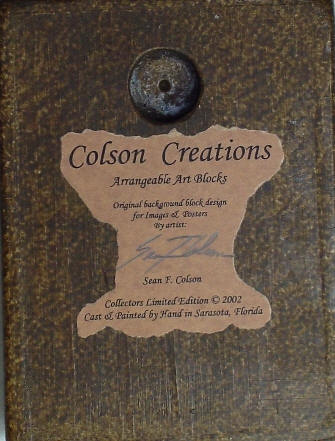 Colson Creations
Arrangeable Art Blocks
Original background block design
for Images & Posters
By artist:
Sean F. Colson
Collectors Limited Edition © 2002
Cast & Painted by Hand in Sarasota, Florida